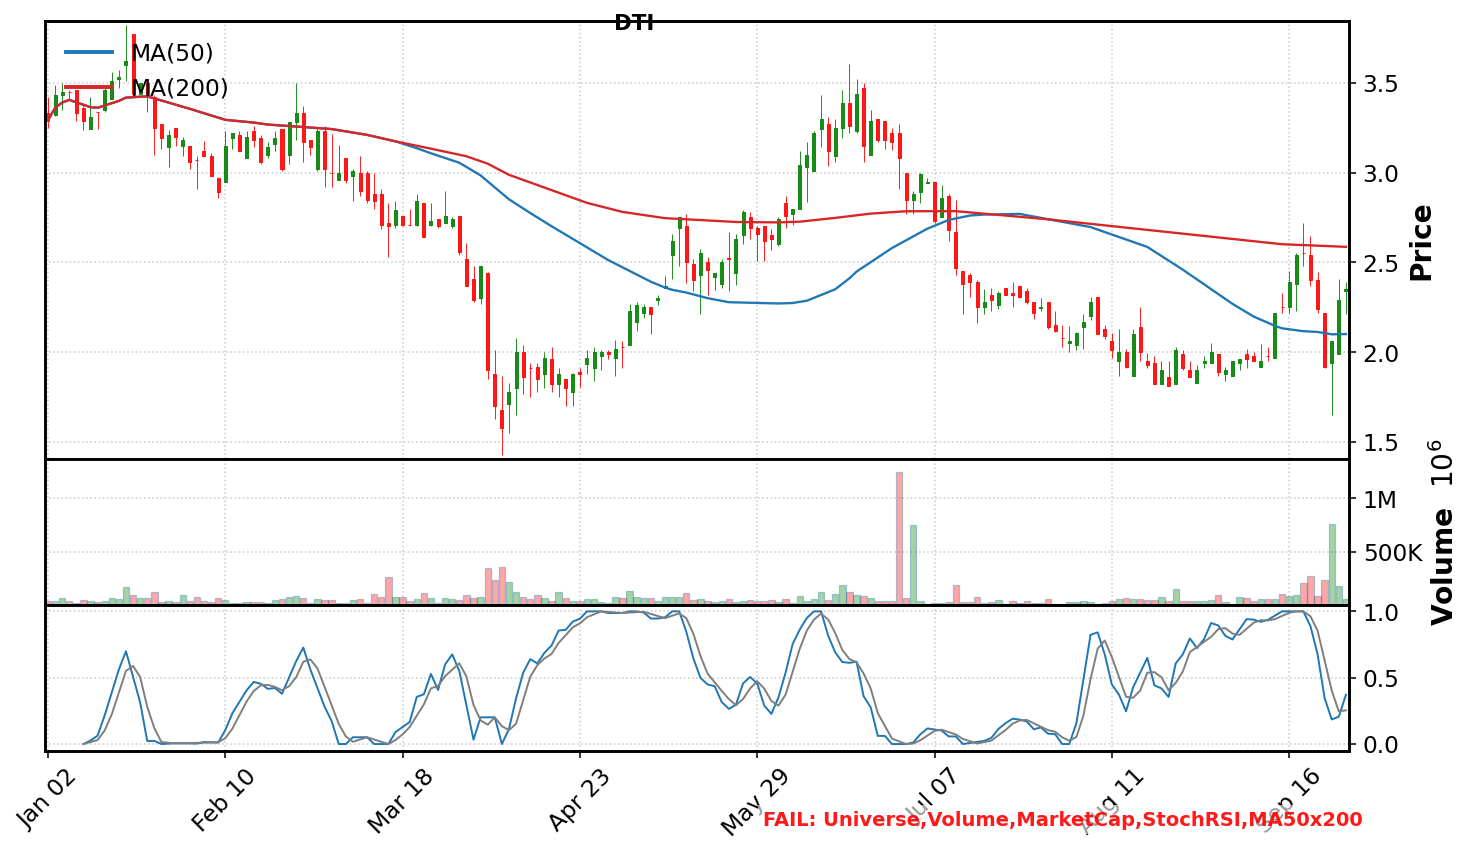 DTI
MA(50)
MA(200)
3.5
3.0
2.5
2.0
1.5
Price
1M
500K
Volume 10^6
1.0
0.5
0.0
Jan 02
Feb 10
Mar 18
Apr 23
May 29
Jul 07
Aug 11
Sep 16
FAIL: Universe,Volume,MarketCap,StochRSI,MA50x200